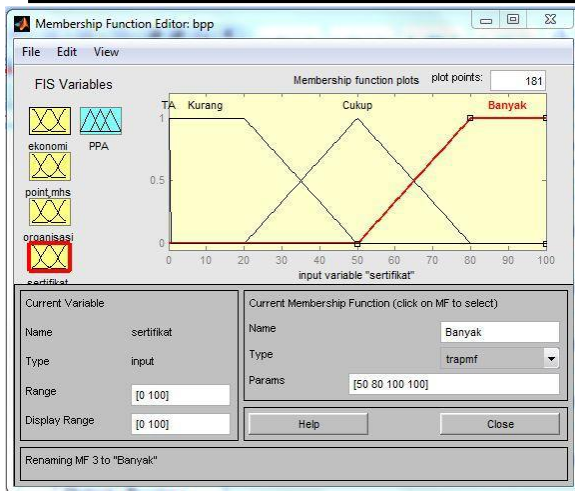 Membership Function Editor: bpp
File Edit View
FIS Variables
ekonomi
PPA
point_mhs
organisasi
sertifikat
Membership function plots
plot points:
181
TA
Kurang
Cukup
Banyak
1
0.5
0
0 10 20 30 40 50 60 70 80 90 100
input variable "sertifikat"
Current Variable
Name sertifikat
Type input
Range [0 100]
Display Range [0 100]
Current Membership Function (click on MF to select)
Name Banyak
Type trapmf
Params [50 80 100 100]
Help
Close
Renaming MF 3 to "Banyak"